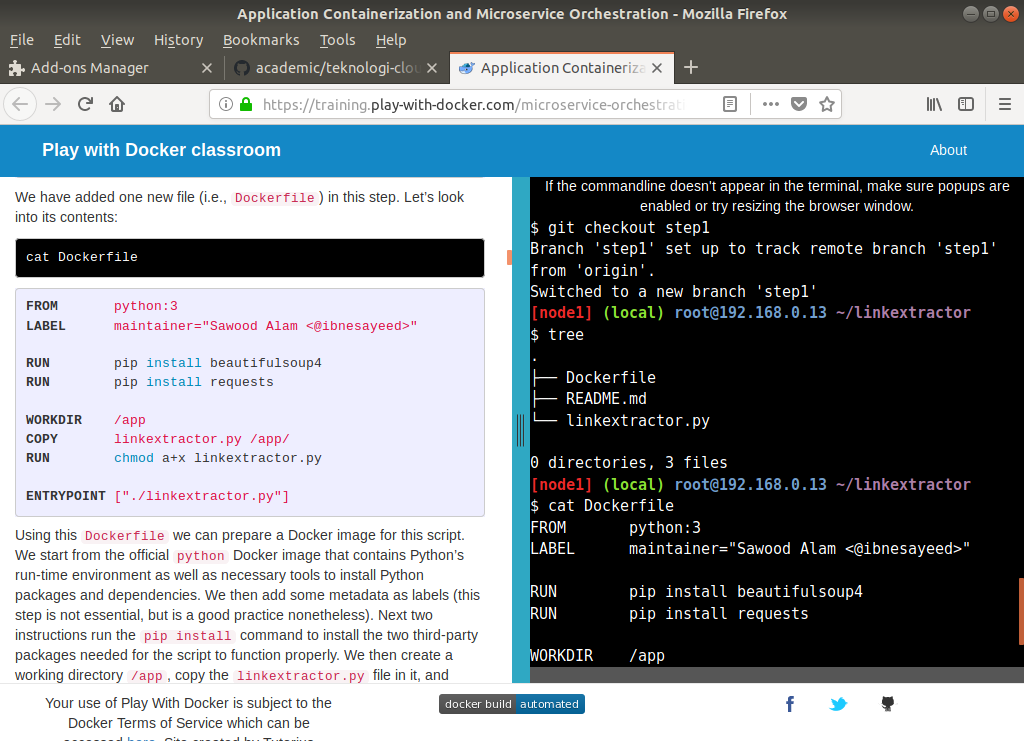 Application Containerization and Microservice Orchestration - Mozilla Firefox
File Edit View History Bookmarks Tools Help
Add-ons Manager
academic/teknologi-clou
Application Containeriza
https://training.play-with-docker.com/microservice-orchestrati
Play with Docker classroom
About
We have added one new file (i.e., Dockerfile) in this step. Let’s look
into its contents:
cat Dockerfile
FROM python:3
LABEL maintainer="Sawood Alam <@ibnesayeed>"
RUN pip install beautifulsoup4
RUN pip install requests
WORKDIR /app
COPY linkextractor.py /app/
RUN chmod a+x linkextractor.py
ENTRYPOINT ["./linkextractor.py"]
Using this Dockerfile we can prepare a Docker image for this script.
We start from the official python Docker image that contains Python’s
run-time environment as well as necessary tools to install Python
packages and dependencies. We then add some metadata as labels (this
step is not essential, but is a good practice nonetheless). Next two
instructions run the pip install command to install the two third-party
packages needed for the script to function properly. We then create a
working directory /app, copy the linkextractor.py file in it, and
If the commandline doesn't appear in the terminal, make sure popups are
enabled or try resizing the browser window.
$ git checkout step1
Branch 'step1' set up to track remote branch 'step1'
from 'origin'.
Switched to a new branch 'step1'
[node1] (local) root@192.168.0.13 ~/linkextractor
$ tree
.
├── Dockerfile
├── README.md
└── linkextractor.py
0 directories, 3 files
[node1] (local) root@192.168.0.13 ~/linkextractor
$ cat Dockerfile
FROM python:3
LABEL maintainer="Sawood Alam <@ibnesayeed>"
RUN pip install beautifulsoup4
RUN pip install requests
WORKDIR /app
Your use of Play With Docker is subject to the
Docker Terms of Service which can be
accessed here. Site created by Tutorius
docker build automated